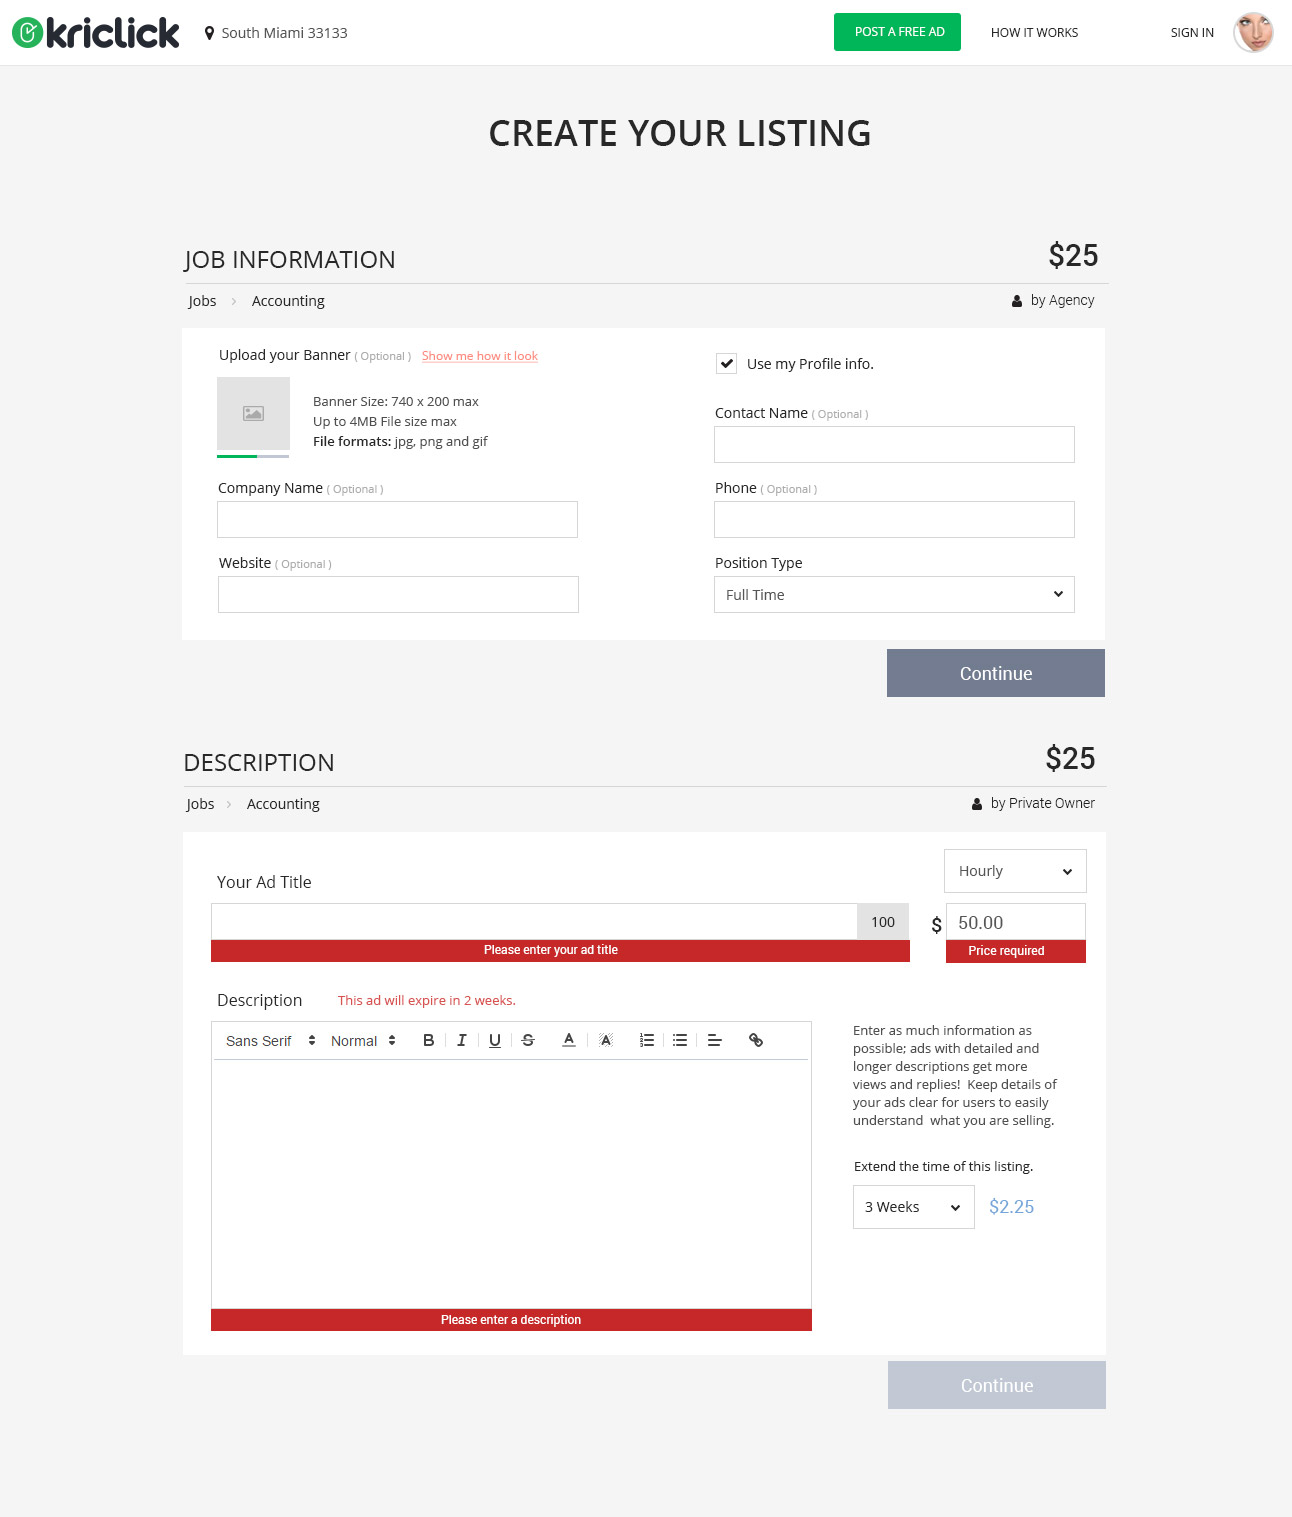 kriclick
South Miami 33133
POST A FREE AD
HOW IT WORKS
SIGN IN
CREATE YOUR LISTING
JOB INFORMATION
$25
Jobs › Accounting
by Agency
Upload your Banner ( Optional ) Show me how it look
Banner Size: 740 x 200 max
Up to 4MB File size max
File formats: jpg, png and gif
Use my Profile info.
Contact Name ( Optional )
Company Name ( Optional )
Phone ( Optional )
Website ( Optional )
Position Type
Full Time
Continue
DESCRIPTION
$25
Jobs › Accounting
by Private Owner
Hourly
Your Ad Title
100
$ 50.00
Please enter your ad title
Price required
Description
This ad will expire in 2 weeks.
Sans Serif Normal B I U S A A
Enter as much information as
possible; ads with detailed and
longer descriptions get more
views and replies! Keep details of
your ads clear for users to easily
understand what you are selling.
Extend the time of this listing.
3 Weeks
$2.25
Please enter a description
Continue